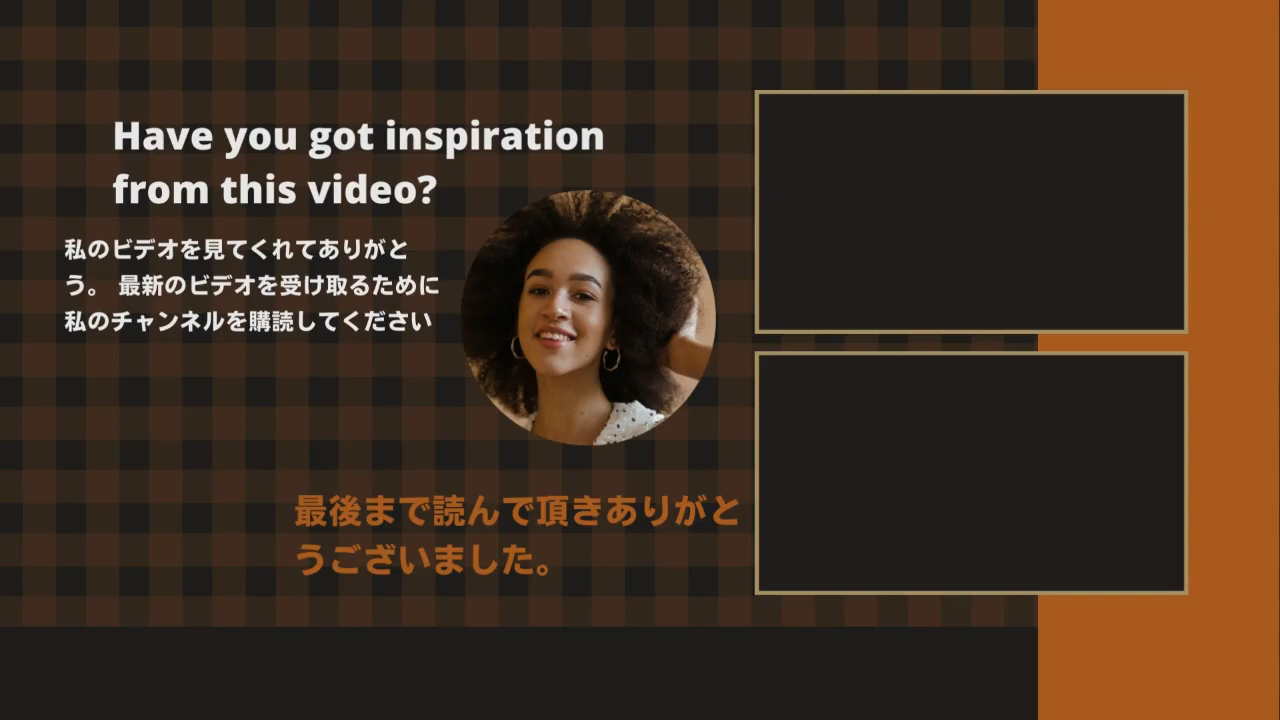 Have you got inspiration
from this video?
私のビデオを見てくれてありがと
う。 最新のビデオを受け取るために
私のチャンネルを購読してください
最後まで読んで頂きありがと
うございました。